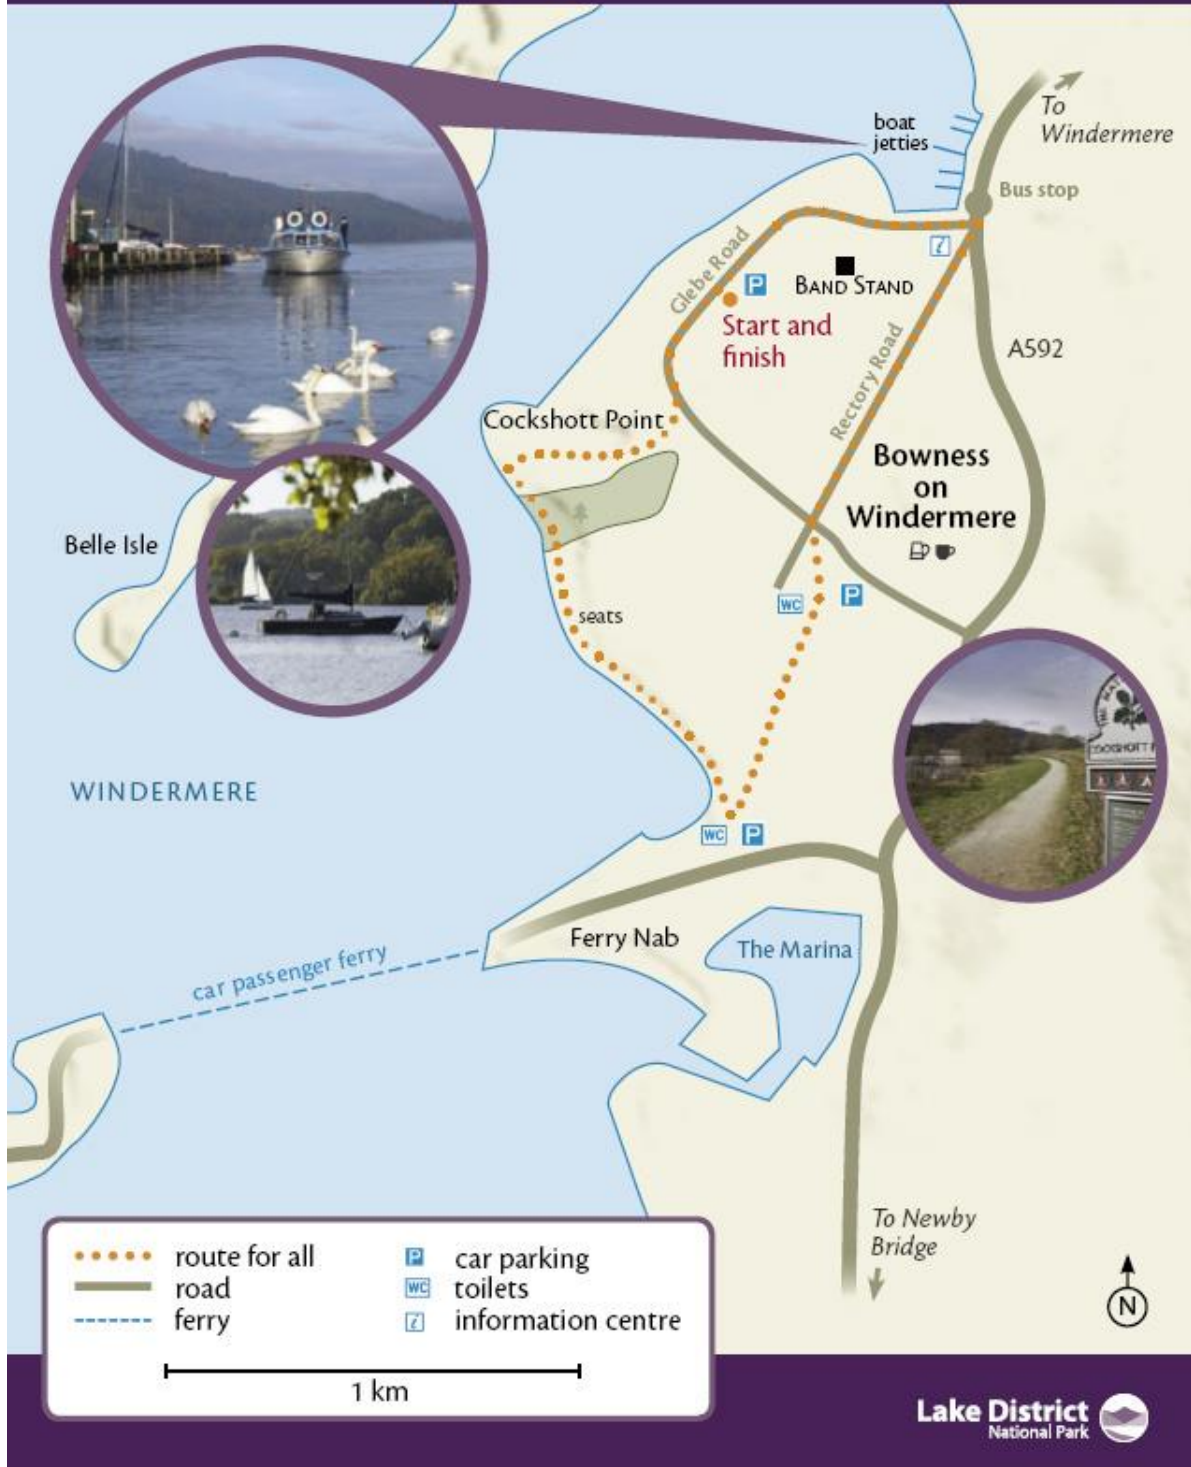 boat
jetties
To
Windermere
Bus stop
i
Glebe Road
P
BAND STAND
Start and
finish
Rectory Road
A592
Cockshott Point
Bowness
on
Windermere
Belle Isle
WC
P
seats
WINDERMERE
WC
P
Ferry Nab
The Marina
car passenger ferry
To Newby
Bridge
N
route for all
road
ferry
P car parking
WC toilets
i information centre
1 km
Lake District
National Park